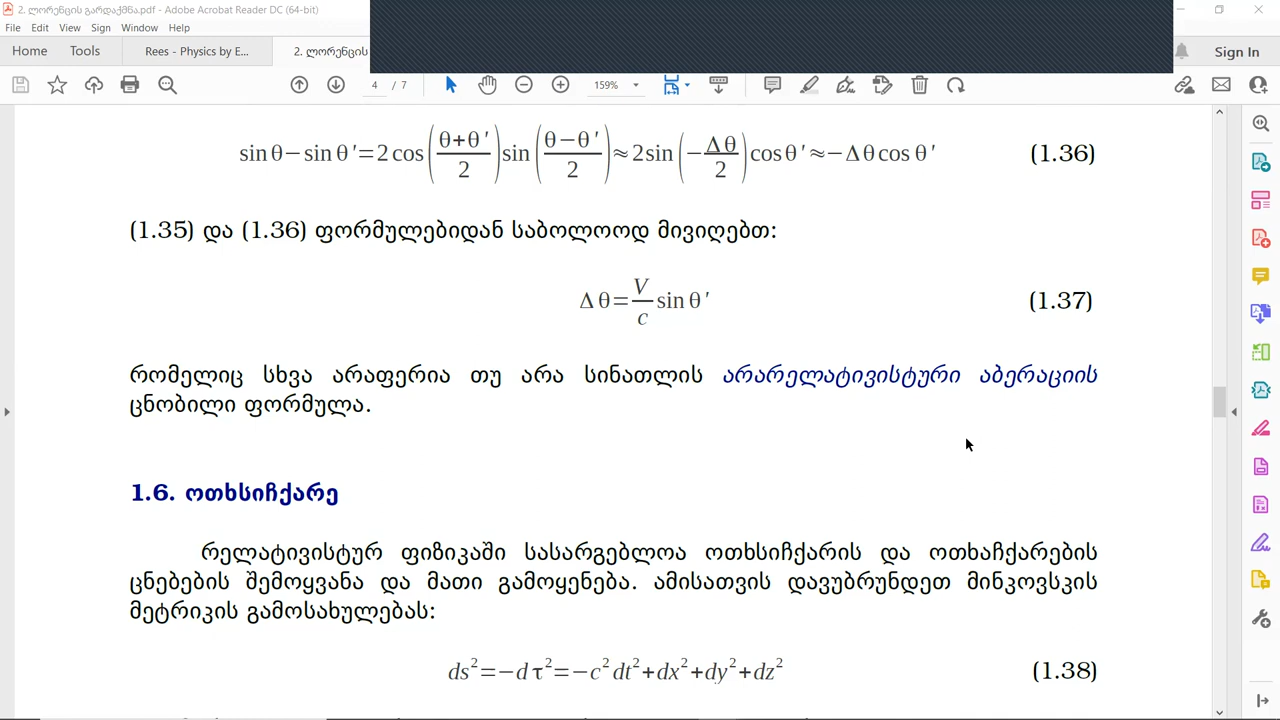 2. ლორენცის გარდაქმნა.pdf - Adobe Acrobat Reader DC (64-bit)
File Edit View Sign Window Help
Home Tools Rees - Physics by E... 2. ლორენცის Sign In
4 / 7 159%
sin θ − sin θ ' = 2 cos ( (θ+θ ')/2 ) sin ( (θ−θ ')/2 ) ≈ 2 sin ( −Δθ/2 ) cos θ ' ≈ −Δθ cos θ ' (1.36)
(1.35) და (1.36) ფორმულებიდან საბოლოოდ მივიღებთ:
Δ θ = V/c sin θ ' (1.37)
რომელიც სხვა არაფერია თუ არა სინათლის არარელატივისტური აბერაციის
ცნობილი ფორმულა.
1.6. ოთხსიჩქარე
რელატივისტურ ფიზიკაში სასარგებლოა ოთხსიჩქარის და ოთხაჩქარების
ცნებების შემოყვანა და მათი გამოყენება. ამისათვის დავუბრუნდეთ მინკოვსკის
მეტრიკის გამოსახულებას:
ds² = −d τ² = −c² dt² + dx² + dy² + dz² (1.38)